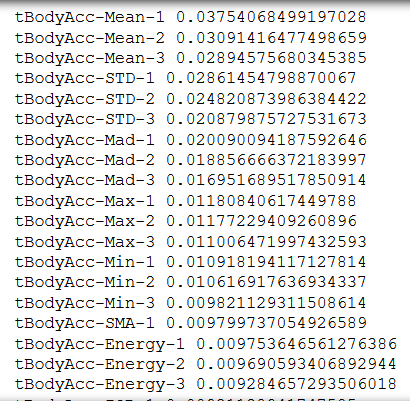 tBodyAcc-Mean-1 0.03754068499197028
tBodyAcc-Mean-2 0.03091416477498659
tBodyAcc-Mean-3 0.02894575680345385
tBodyAcc-STD-1 0.02861454798870067
tBodyAcc-STD-2 0.024820873986384422
tBodyAcc-STD-3 0.020879875727531673
tBodyAcc-Mad-1 0.020090094187592646
tBodyAcc-Mad-2 0.018856666372183997
tBodyAcc-Mad-3 0.016951689517850914
tBodyAcc-Max-1 0.01180840617449788
tBodyAcc-Max-2 0.01177229409260896
tBodyAcc-Max-3 0.011006471997432593
tBodyAcc-Min-1 0.010918194117127814
tBodyAcc-Min-2 0.010616917636934337
tBodyAcc-Min-3 0.009821129311508614
tBodyAcc-SMA-1 0.009799737054926589
tBodyAcc-Energy-1 0.009753646561276386
tBodyAcc-Energy-2 0.009690593406892944
tBodyAcc-Energy-3 0.009284657293506018